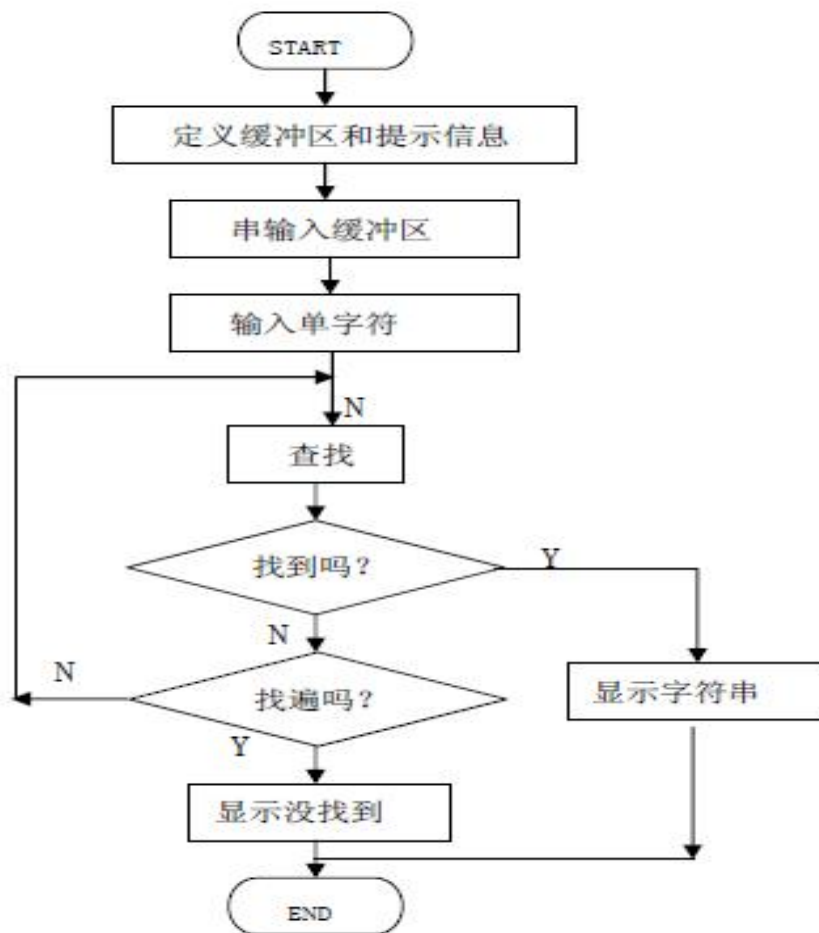 START
定义缓冲区和提示信息
串输入缓冲区
输入单字符
N
查找
找到吗？
Y
N
N
找遍吗？
显示字符串
Y
显示没找到
END